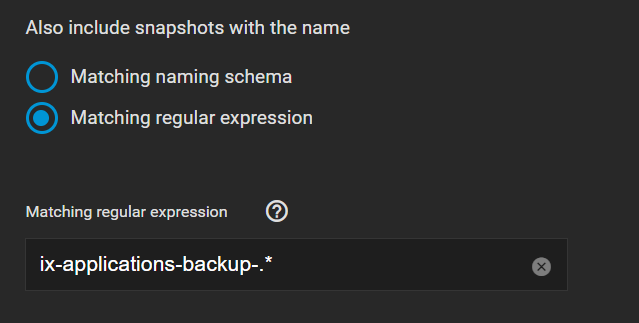 Also include snapshots with the name
Matching naming schema
Matching regular expression
Matching regular expression ?
ix-applications-backup-.*